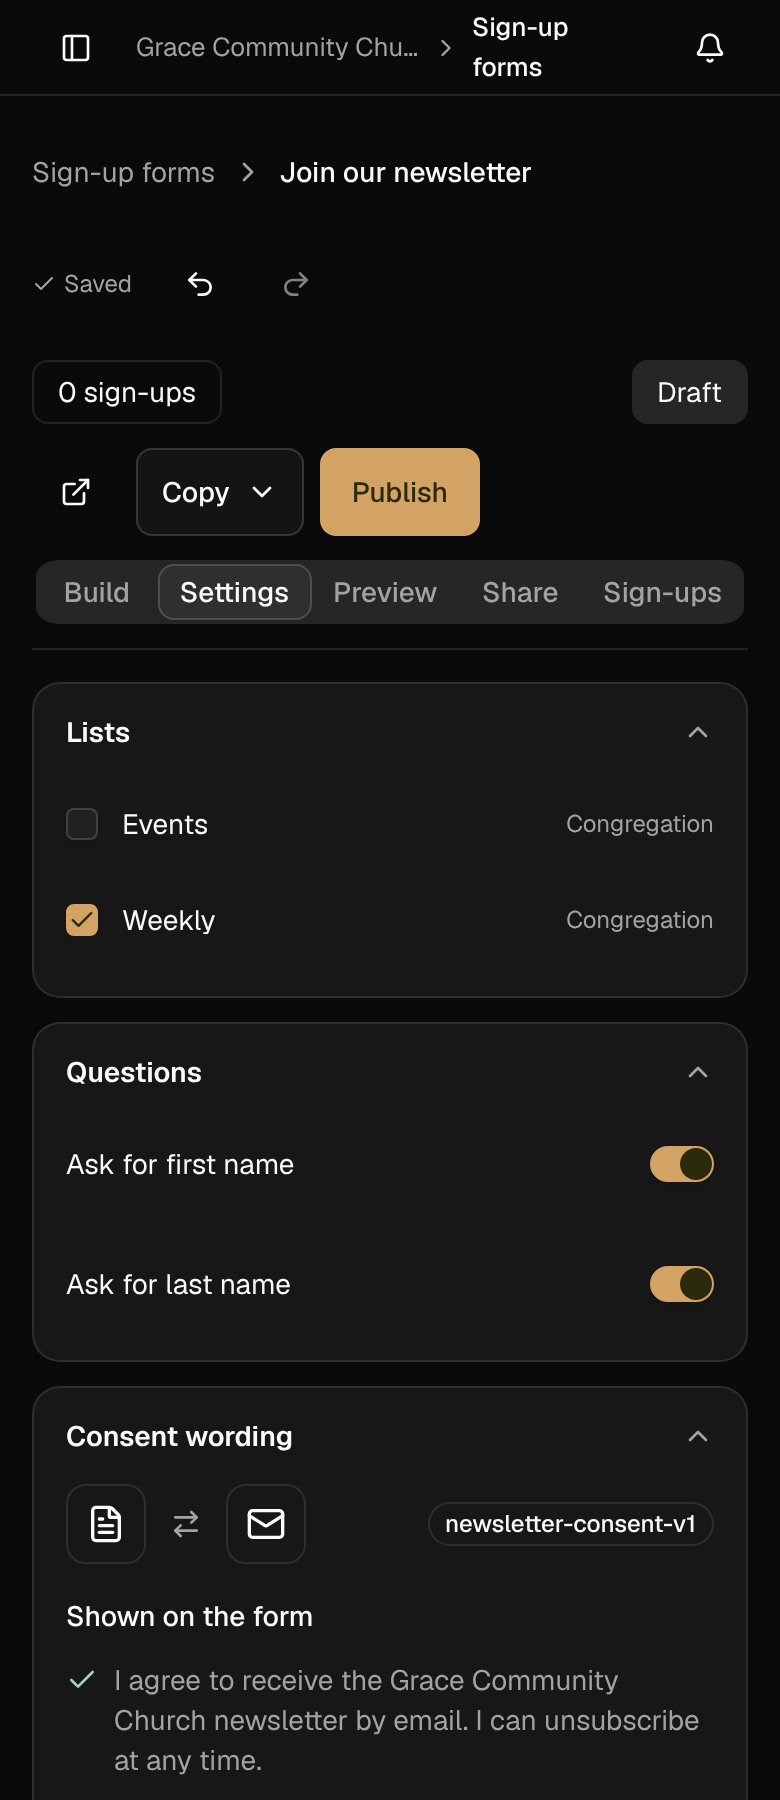 Grace Community Chu...
Sign-up
forms
Sign-up forms
Join our newsletter
Saved
0 sign-ups
Draft
Copy
Publish
Build
Settings
Preview
Share
Sign-ups
Lists
Events
Congregation
Weekly
Congregation
Questions
Ask for first name
Ask for last name
Consent wording
newsletter-consent-v1
Shown on the form
I agree to receive the Grace Community
Church newsletter by email. I can unsubscribe
at any time.